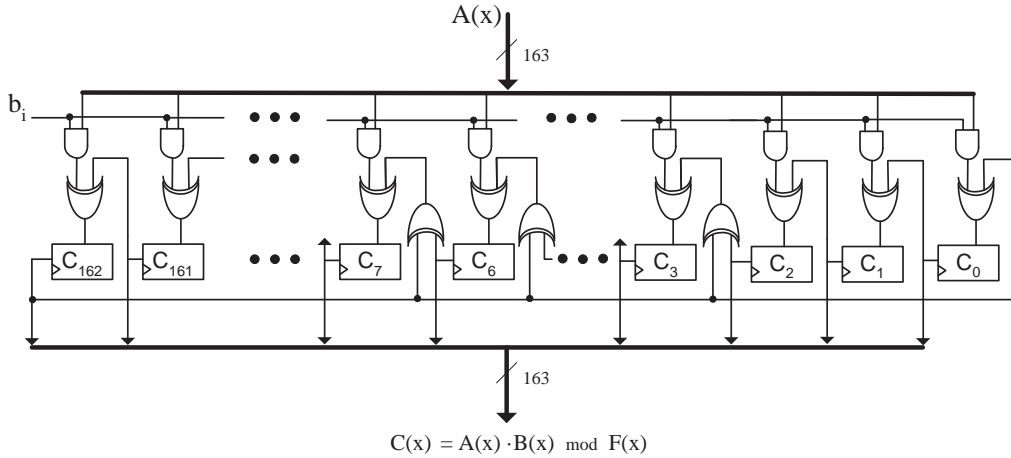 A(x)
163
b_i
C_162
C_161
C_7
C_6
C_3
C_2
C_1
C_0
163
C(x) = A(x) · B(x) mod F(x)